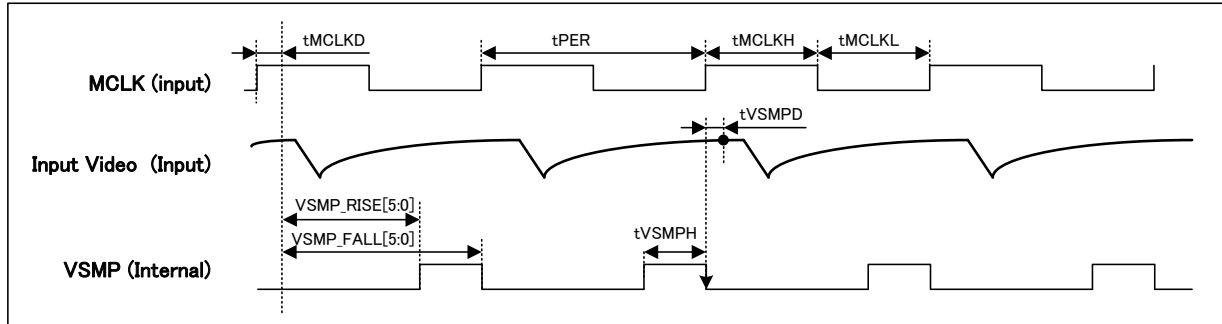 tMCLKD
tPER
tMCLKH
tMCLKL
MCLK (input)
tVSMPD
Input Video (Input)
VSMP_RISE[5:0]
VSMP_FALL[5:0]
tVSMPH
VSMP (Internal)